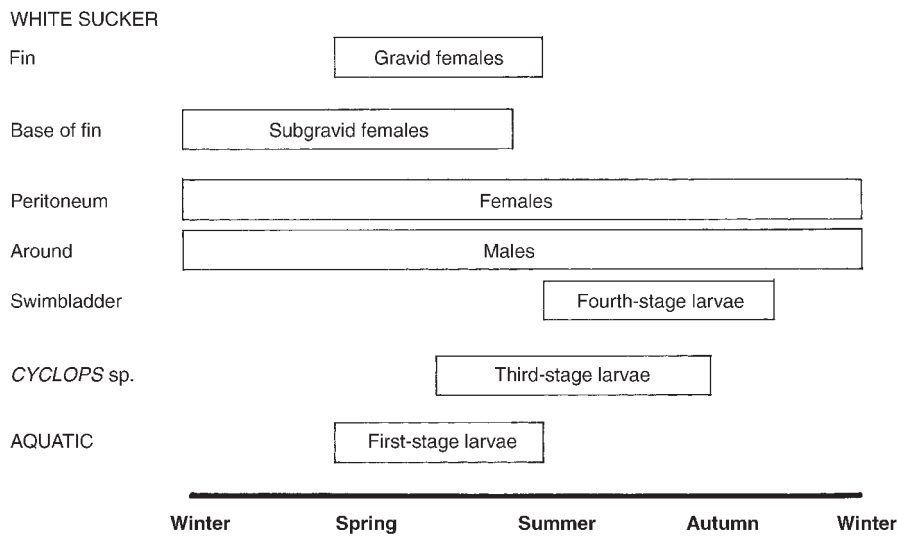 WHITE SUCKER
Fin Gravid females
Base of fin Subgravid females
Peritoneum Females
Around Males
Swimbladder Fourth-stage larvae
CYCLOPS sp. Third-stage larvae
AQUATIC First-stage larvae
Winter Spring Summer Autumn Winter